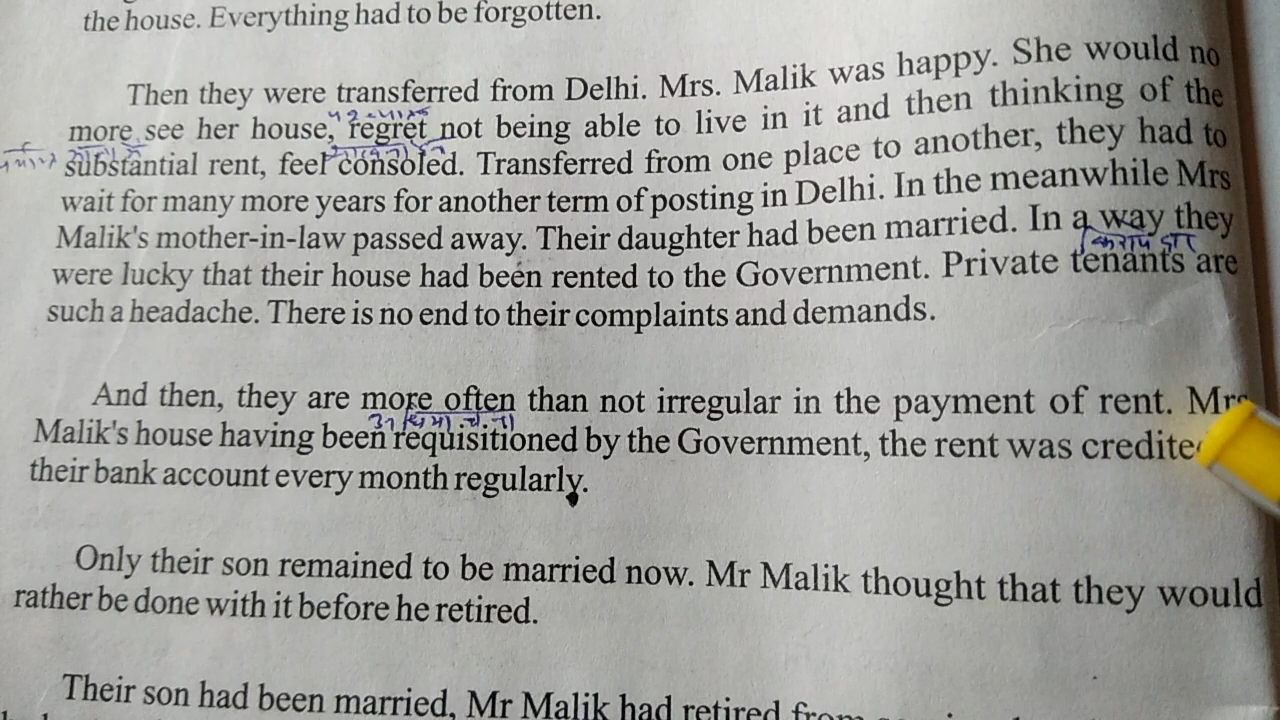 the house. Everything had to be forgotten.
Then they were transferred from Delhi. Mrs. Malik was happy. She would no
more see her house, regret not being able to live in it and then thinking of the
substantial rent, feel consoled. Transferred from one place to another, they had to
wait for many more years for another term of posting in Delhi. In the meanwhile Mrs
Malik's mother-in-law passed away. Their daughter had been married. In a way they
were lucky that their house had been rented to the Government. Private tenants are
such a headache. There is no end to their complaints and demands.
And then, they are more often than not irregular in the payment of rent. Mrs
Malik's house having been requisitioned by the Government, the rent was credited
their bank account every month regularly.
Only their son remained to be married now. Mr Malik thought that they would
rather be done with it before he retired.
Their son had been married, Mr Malik had retired from